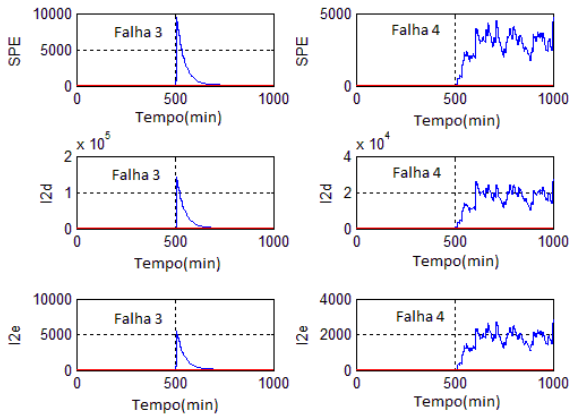 10000
5000
0
SPE
Falha 3
0
500
1000
Tempo(min)
5000
0
SPE
Falha 4
0
500
1000
Tempo(min)
x 10^5
2
1
0
I2d
Falha 3
0
500
1000
Tempo(min)
x 10^4
4
2
0
I2d
Falha 4
0
500
1000
Tempo(min)
10000
5000
0
I2e
Falha 3
0
500
1000
Tempo(min)
4000
2000
0
I2e
Falha 4
0
500
1000
Tempo(min)